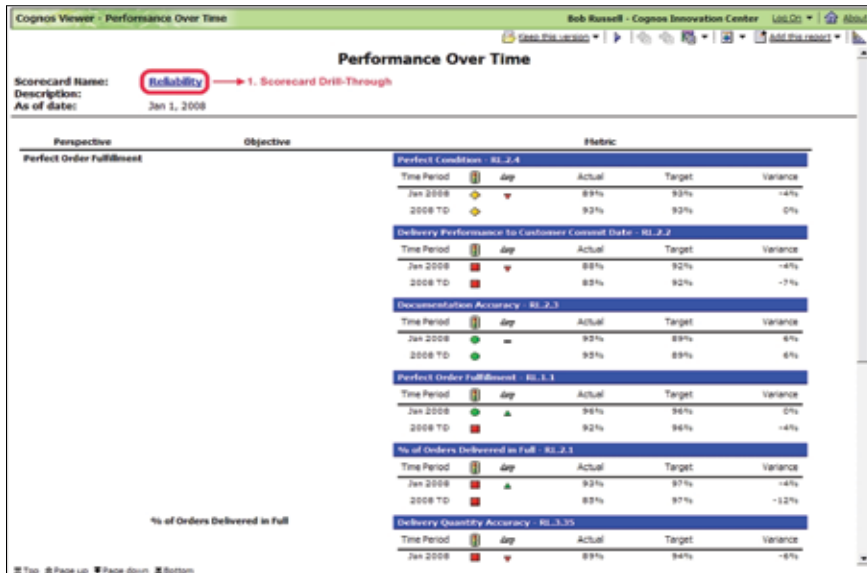 Cognos Viewer - Performance Over Time Bob Russell - Cognos Innovation Center Log On About
Keep this version Add this report
Performance Over Time
Scorecard Name: Reliability 1. Scorecard Drill-Through
Description:
As of date: Jan 1, 2008
Perspective Objective Metric
Perfect Order Fulfillment Perfect Condition - RL.2.4
Time Period Actual Target Variance
Jan 2008 89% 93% -4%
2008 TD 93% 93% 0%
Delivery Performance to Customer Commit Date - RL.2.2
Time Period Actual Target Variance
Jan 2008 88% 92% -4%
2008 TD 85% 92% -7%
Documentation Accuracy - RL.2.3
Time Period Actual Target Variance
Jan 2008 95% 89% 6%
2008 TD 95% 89% 6%
Perfect Order Fulfillment - RL.1.1
Time Period Actual Target Variance
Jan 2008 96% 96% 0%
2008 TD 92% 96% -4%
% of Orders Delivered in Full - RL.2.1
Time Period Actual Target Variance
Jan 2008 93% 97% -4%
2008 TD 85% 97% -12%
% of Orders Delivered in Full Delivery Quantity Accuracy - RL.3.35
Time Period Actual Target Variance
Jan 2008 89% 94% -6%
Top Page up Page down Bottom